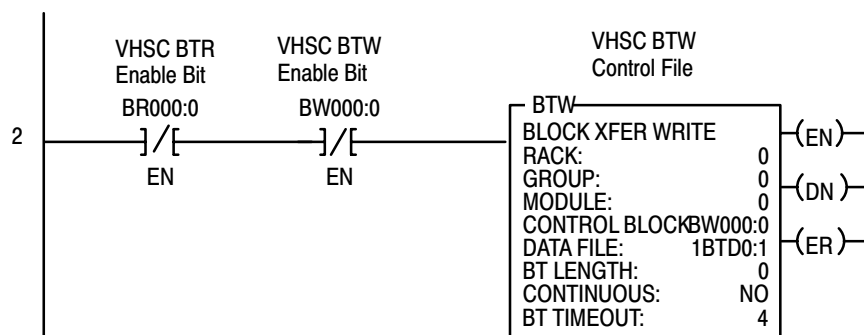 VHSC BTR
Enable Bit
VHSC BTW
Enable Bit
VHSC BTW
Control File
BR000:0
BW000:0
2
]/[
]/[
EN
EN
BTW
BLOCK XFER WRITE
RACK: 0
GROUP: 0
MODULE: 0
CONTROL BLOCK BW000:0
DATA FILE: 1BTD0:1
BT LENGTH: 0
CONTINUOUS: NO
BT TIMEOUT: 4
(EN)
(DN)
(ER)